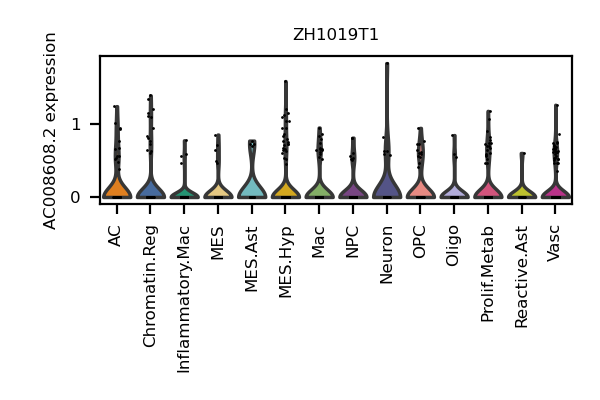 ZH1019T1
AC008608.2 expression
1
0
AC
Chromatin.Reg
Inflammatory.Mac
MES
MES.Ast
MES.Hyp
Mac
NPC
Neuron
OPC
Oligo
Prolif.Metab
Reactive.Ast
Vasc